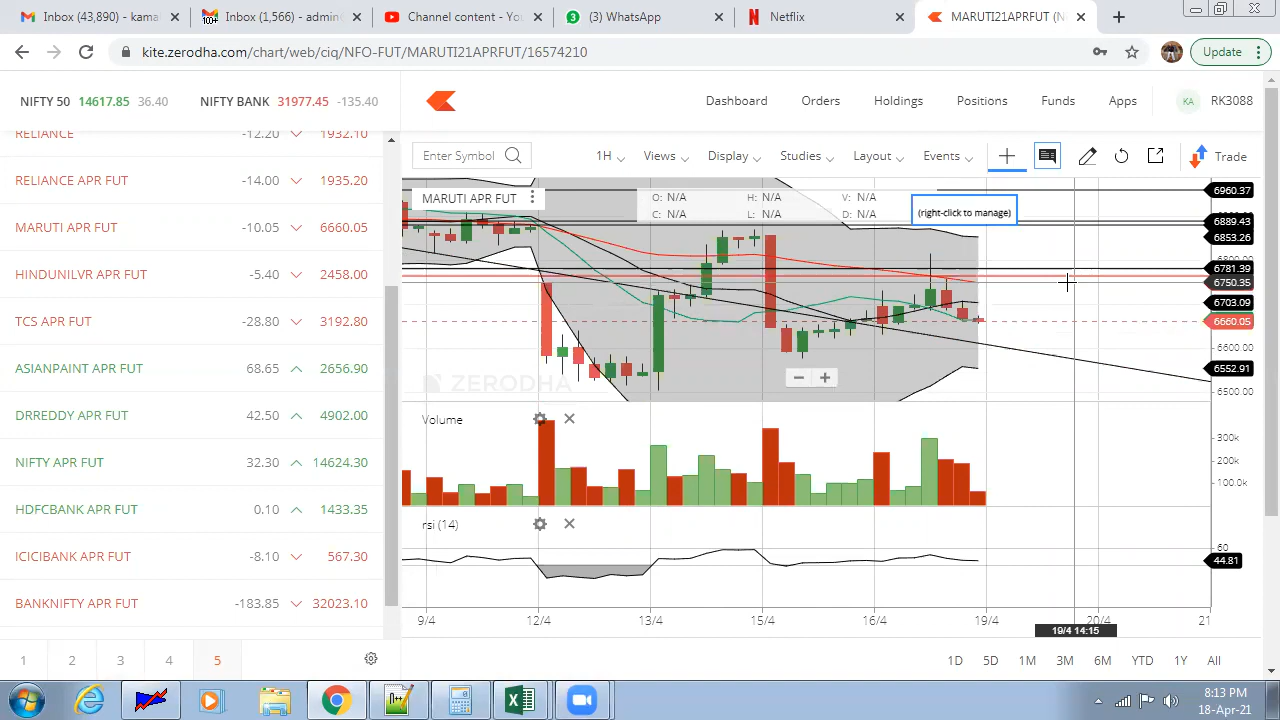 Inbox (43,890) - kama
Inbox (1,566) - admin
Channel content - Yo
(3) WhatsApp
Netflix
MARUTI21APRFUT (N
kite.zerodha.com/chart/web/ciq/NFO-FUT/MARUTI21APRFUT/16574210
Update
NIFTY 50 14617.85 36.40 NIFTY BANK 31977.45 -135.40
Dashboard Orders Holdings Positions Funds Apps KA RK3088
RELIANCE -12.20 1932.10
RELIANCE APR FUT -14.00 1935.20
MARUTI APR FUT -10.05 6660.05
HINDUNILVR APR FUT -5.40 2458.00
TCS APR FUT -28.80 3192.80
ASIANPAINT APR FUT 68.65 2656.90
DRREDDY APR FUT 42.50 4902.00
NIFTY APR FUT 32.30 14624.30
HDFCBANK APR FUT 0.10 1433.35
ICICIBANK APR FUT -8.10 567.30
BANKNIFTY APR FUT -183.85 32023.10
1 2 3 4 5
Enter Symbol 1H Views Display Studies Layout Events Trade
MARUTI APR FUT
O: N/A H: N/A V: N/A
C: N/A L: N/A D: N/A
(right-click to manage)
6960.37
6839.43
6853.26
6781.39
6750.35
6703.09
6660.05
6600.00
6552.91
6500.00
ZERODHA
Volume
300k
200k
100.0k
rsi (14)
60
44.81
9/4 12/4 13/4 15/4 16/4 19/4 20/4 21
19/4 14:15
1D 5D 1M 3M 6M YTD 1Y All
8:13 PM
18-Apr-21